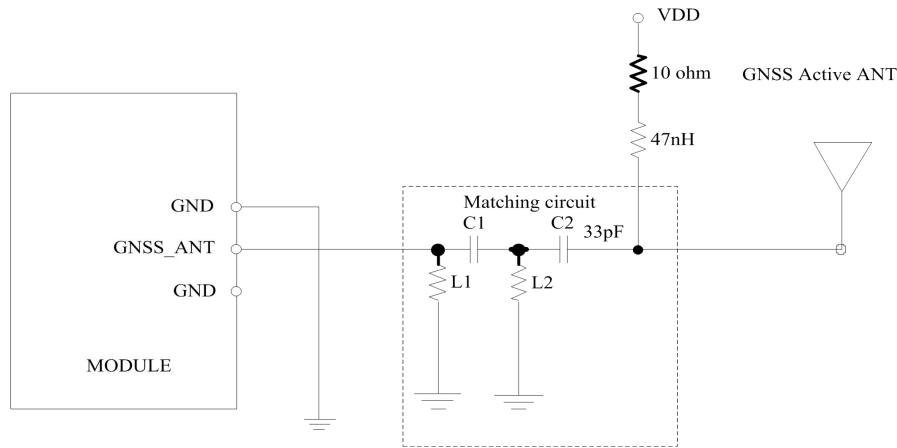 VDD
10 ohm
GNSS Active ANT
47nH
Matching circuit
C1
C2
33pF
GND
GNSS_ANT
GND
L1
L2
MODULE